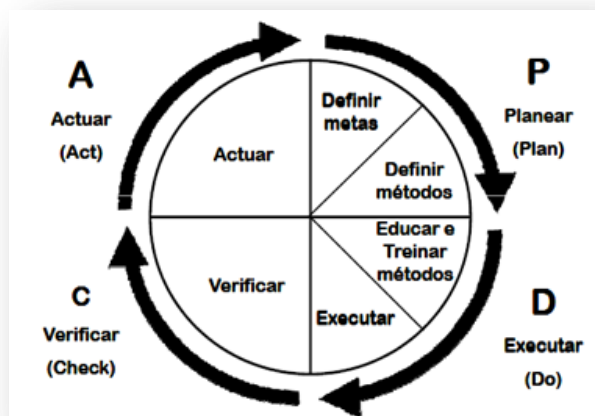 A
Actuar
(Act)
P
Planear
(Plan)
Definir
metas
Definir
métodos
Actuar
Educar e
Treinar
métodos
Verificar
Executar
C
Verificar
(Check)
D
Executar
(Do)